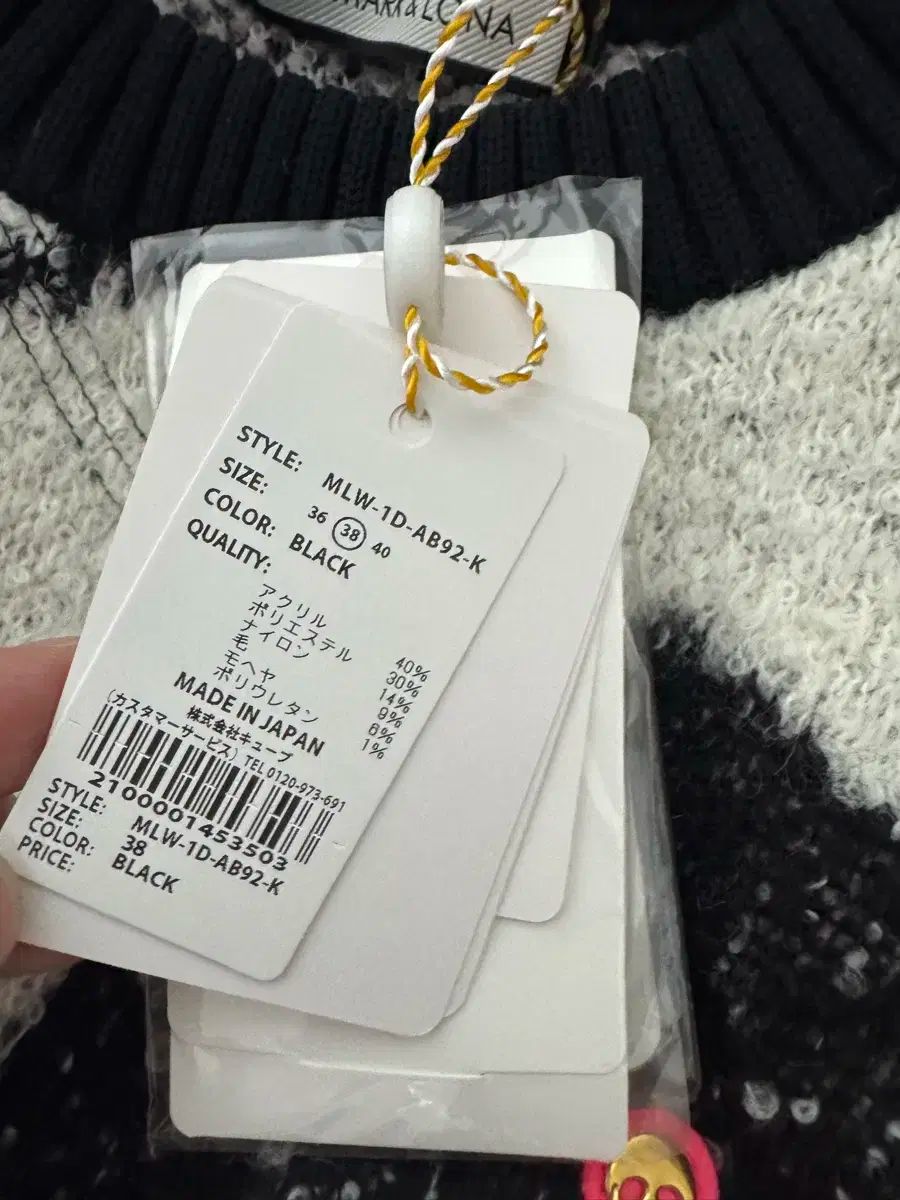 MARK & LONA
STYLE: MLW-1D-AB92-K
SIZE: 36 38 40
COLOR: BLACK
QUALITY:
アクリル 40%
ポリエステル 30%
ナイロン 14%
毛 9%
モヘヤ 6%
ポリウレタン 1%
MADE IN JAPAN
株式会社キューブ
(カスタマーサービス) TEL0120-973-691
2100001453503
STYLE: MLW-1D-AB92-K
SIZE: 38
COLOR: BLACK
PRICE: